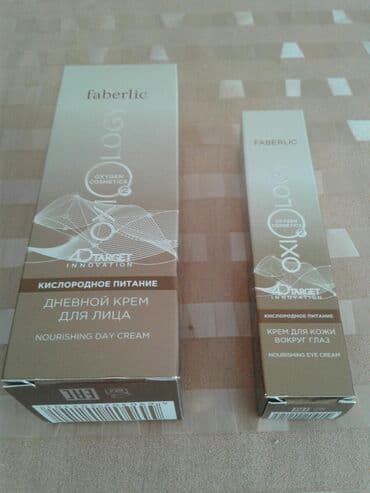 faberlic
OXIOLOGY
OXYGEN
COSMETICS
4D TARGET
INNOVATION
КИСЛОРОДНОЕ ПИТАНИЕ
ДНЕВНОЙ КРЕМ
ДЛЯ ЛИЦА
NOURISHING DAY CREAM
FABERLIC
OXIOLOGY
OXYGEN
COSMETICS
4D TARGET
INNOVATION
КИСЛОРОДНОЕ ПИТАНИЕ
КРЕМ ДЛЯ КОЖИ
ВОКРУГ ГЛАЗ
NOURISHING EYE CREAM
EAC